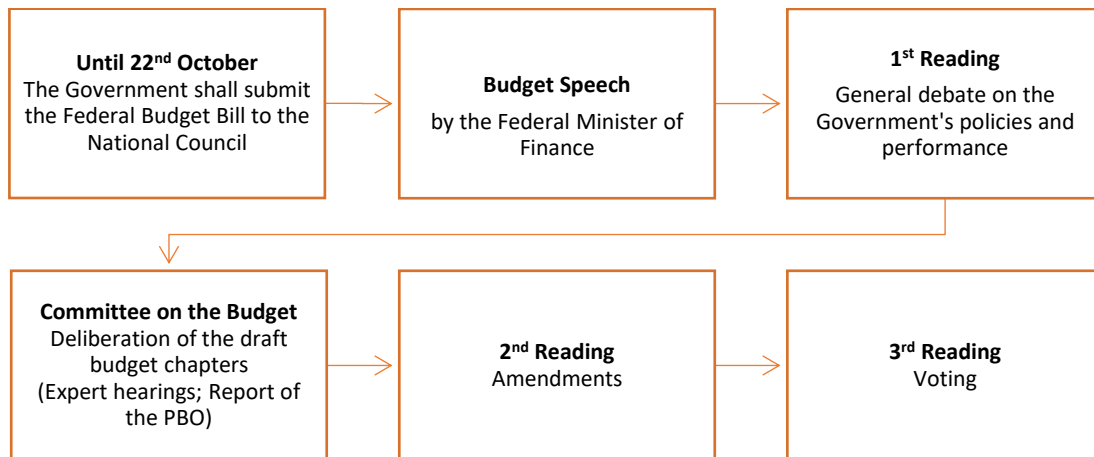 Until 22nd October
The Government shall submit
the Federal Budget Bill to the
National Council
Budget Speech
by the Federal Minister of
Finance
1st Reading
General debate on the
Government's policies and
performance
Committee on the Budget
Deliberation of the draft
budget chapters
(Expert hearings; Report of
the PBO)
2nd Reading
Amendments
3rd Reading
Voting